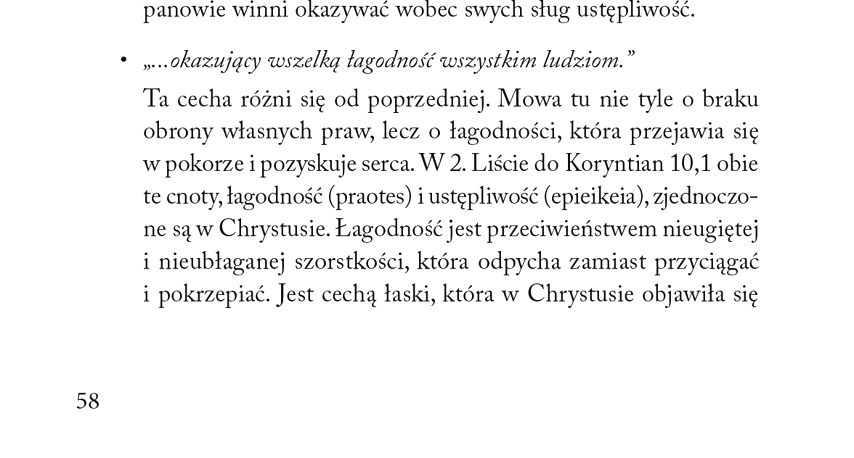 panowie winni okazywać wobec swych sług ustępliwość.
• „...okazujący wszelką łagodność wszystkim ludziom.”
Ta cecha różni się od poprzedniej. Mowa tu nie tyle o braku
obrony własnych praw, lecz o łagodności, która przejawia się
w pokorze i pozyskuje serca. W 2. Liście do Koryntian 10,1 obie
te cnoty, łagodność (praotes) i ustępliwość (epieikeia), zjednoczo-
ne są w Chrystusie. Łagodność jest przeciwieństwem nieugiętej
i nieubłaganej szorstkości, która odpycha zamiast przyciągać
i pokrzepiać. Jest cechą łaski, która w Chrystusie objawiła się
58